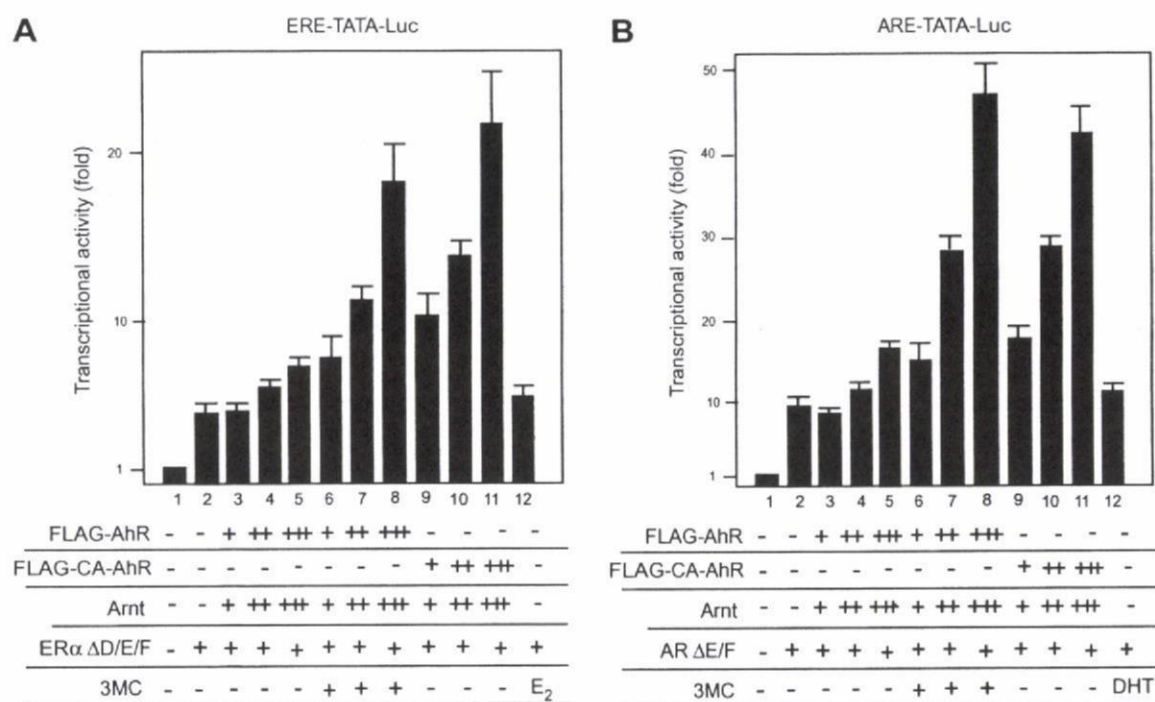 A
ERE-TATA-Luc
Transcriptional activity (fold)
20
10
1
1 2 3 4 5 6 7 8 9 10 11 12
FLAG-AhR - - + ++ +++ + ++ +++ - - - -
FLAG-CA-AhR - - - - - - - - + ++ +++ -
Arnt - - + ++ +++ + ++ +++ + ++ +++ -
ERα ΔD/E/F - + + + + + + + + + + +
3MC - - - - - + + + - - - E2
B
ARE-TATA-Luc
Transcriptional activity (fold)
50
40
30
20
10
1
1 2 3 4 5 6 7 8 9 10 11 12
FLAG-AhR - - + ++ +++ + ++ +++ - - - -
FLAG-CA-AhR - - - - - - - - + ++ +++ -
Arnt - - + ++ +++ + ++ +++ + ++ +++ -
AR ΔE/F - + + + + + + + + + + +
3MC - - - - - + + + - - - DHT